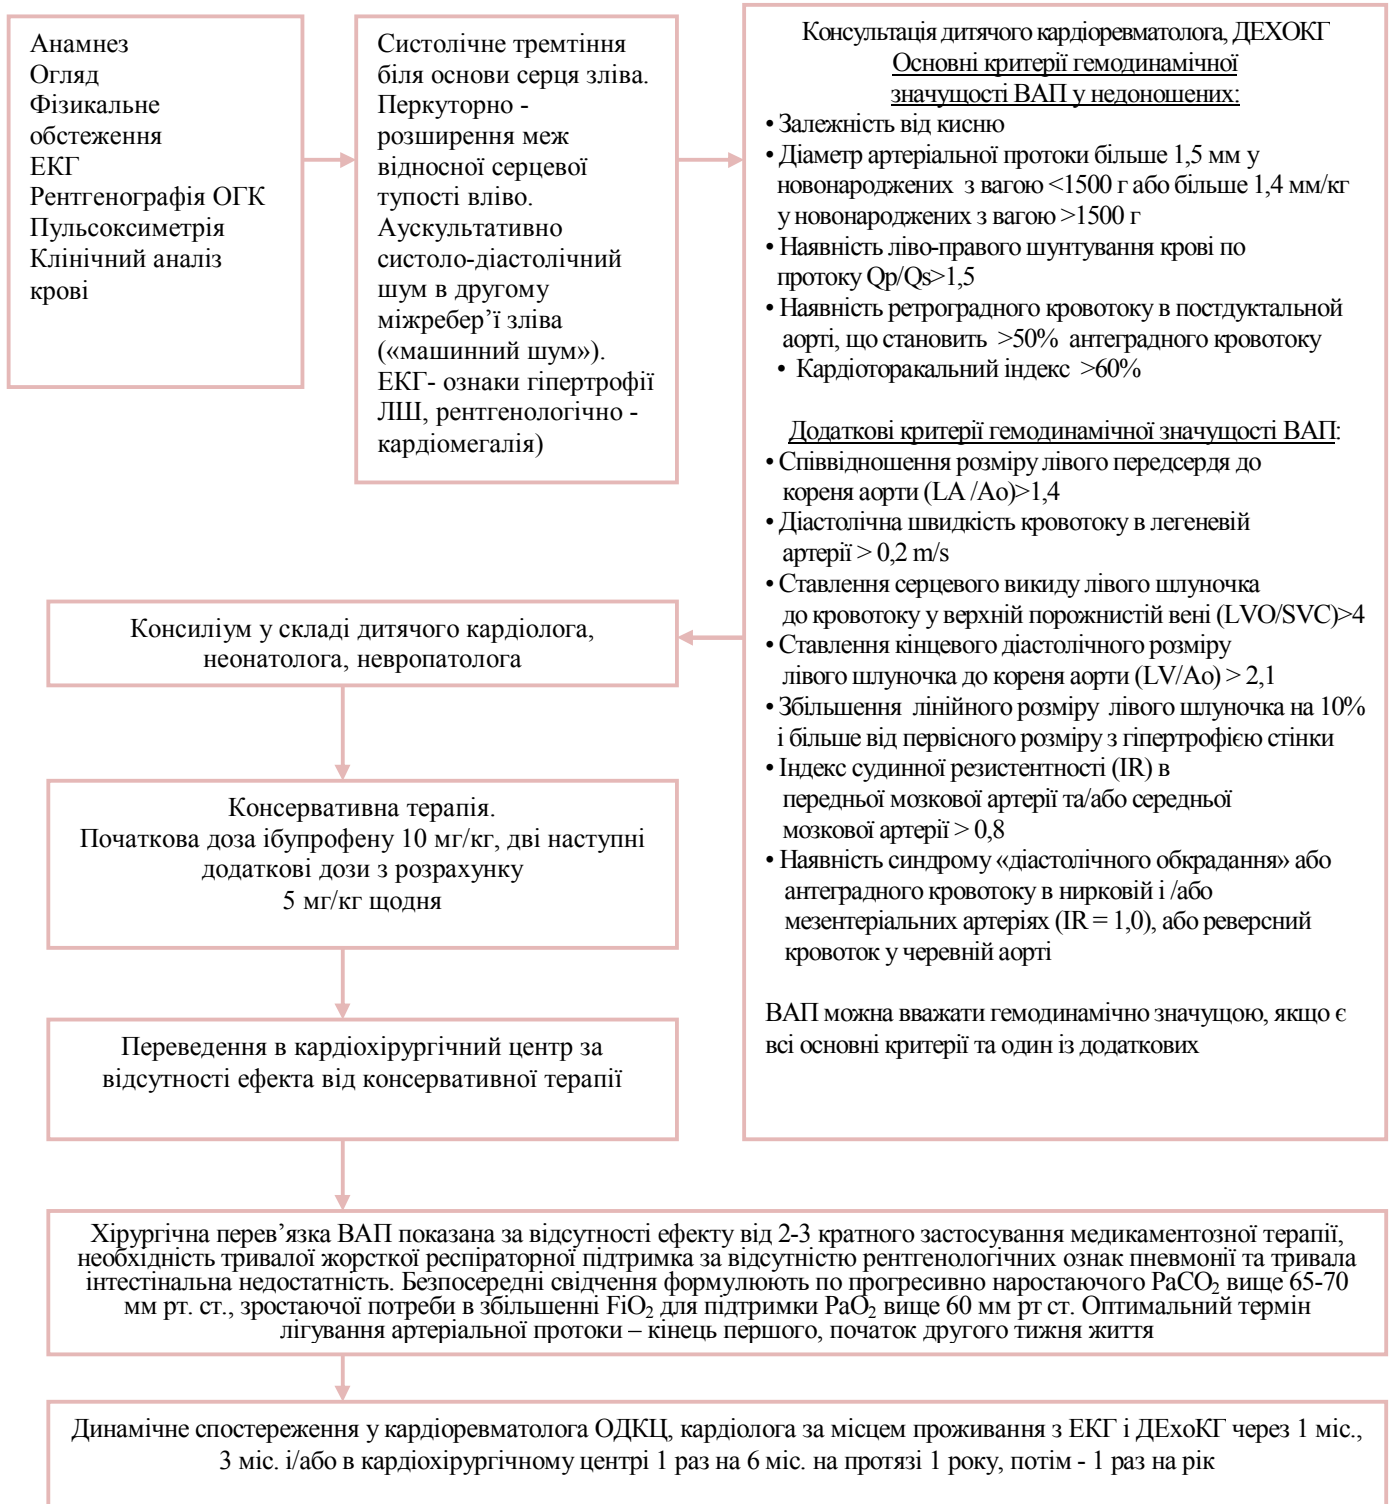 Анамнез
Огляд
Фізикальне
обстеження
ЕКГ
Рентгенографія ОГК
Пульсоксиметрія
Клінічний аналіз
крові
Систолічне тремтіння
біля основи серця зліва.
Перкуторно -
розширення меж
відносної серцевої
тупості вліво.
Аускультативно
систоло-діастолічний
шум в другому
міжребер’ї зліва
(«машинний шум»).
ЕКГ- ознаки гіпертрофії
ЛШ, рентгенологічно -
кардіомегалія)
Консультація дитячого кардіоревматолога, ДЕХОКГ
Основні критерії гемодинамічної
значущості ВАП у недоношених:
• Залежність від кисню
• Діаметр артеріальної протоки більше 1,5 мм у
новонароджених з вагою <1500 г або більше 1,4 мм/кг
у новонароджених з вагою >1500 г
• Наявність ліво-правого шунтування крові по
протоку Qp/Qs>1,5
• Наявність ретроградного кровотоку в постдуктальной
аорті, що становить >50% антеградного кровотоку
• Кардіоторакальний індекс >60%
Додаткові критерії гемодинамічної значущості ВАП:
• Співвідношення розміру лівого передсердя до
кореня аорти (LA /Ao)>1,4
• Діастолічна швидкість кровотоку в легеневій
артерії > 0,2 m/s
• Ставлення серцевого викиду лівого шлуночка
до кровотоку у верхній порожнистій вені (LVO/SVC)>4
• Ставлення кінцевого діастолічного розміру
лівого шлуночка до кореня аорти (LV/Ao) > 2,1
• Збільшення лінійного розміру лівого шлуночка на 10%
і більше від первісного розміру з гіпертрофією стінки
• Індекс судинної резистентності (IR) в
передньої мозкової артерії та/або середньої
мозкової артерії > 0,8
• Наявність синдрому «діастолічного обкрадання» або
антеградного кровотоку в нирковій і /або
мезентеріальних артеріях (IR = 1,0), або реверсний
кровоток у черевній аорті
ВАП можна вважати гемодинамічно значущою, якщо є
всі основні критерії та один із додаткових
Консиліум у складі дитячого кардіолога,
неонатолога, невропатолога
Консервативна терапія.
Початкова доза ібупрофену 10 мг/кг, дві наступні
додаткові дози з розрахунку
5 мг/кг щодня
Переведення в кардіохірургічний центр за
відсутності ефекта від консервативної терапії
Хірургічна перев’язка ВАП показана за відсутності ефекту від 2-3 кратного застосування медикаментозної терапії,
необхідність тривалої жорсткої респіраторної підтримка за відсутністю рентгенологічних ознак пневмонії та тривала
інтестінальна недостатність. Безпосередні свідчення формулюють по прогресивно наростаючого PaCO₂ вище 65-70
мм рт. ст., зростаючої потреби в збільшенні FiO₂ для підтримки PaO₂ вище 60 мм рт ст. Оптимальний термін
лігування артеріальної протоки – кінець першого, початок другого тижня життя
Динамічне спостереження у кардіоревматолога ОДКЦ, кардіолога за місцем проживання з ЕКГ і ДЕхоКГ через 1 міс.,
3 міс. і/або в кардіохірургічному центрі 1 раз на 6 міс. на протязі 1 року, потім - 1 раз на рік